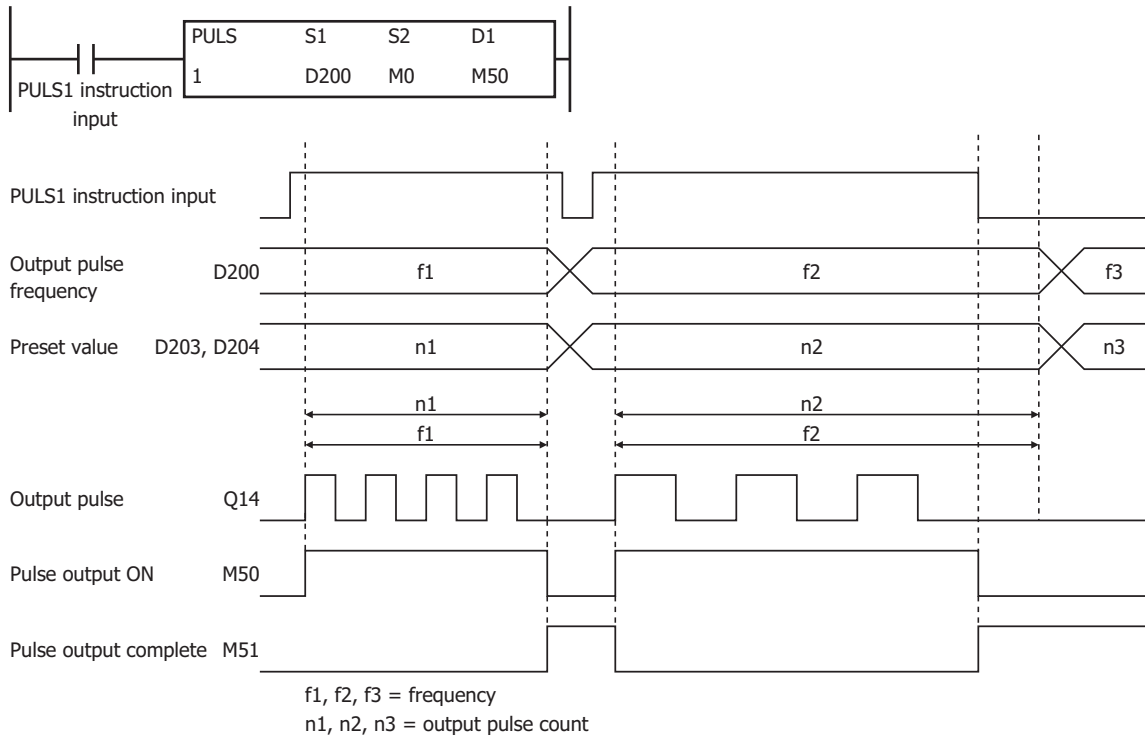 PULS S1 S2 D1
1 D200 M0 M50
PULS1 instruction
input
PULS1 instruction input
Output pulse
frequency
D200 f1 f2 f3
Preset value D203, D204 n1 n2 n3
n1 n2
f1 f2
Output pulse Q14
Pulse output ON M50
Pulse output complete M51
f1, f2, f3 = frequency
n1, n2, n3 = output pulse count